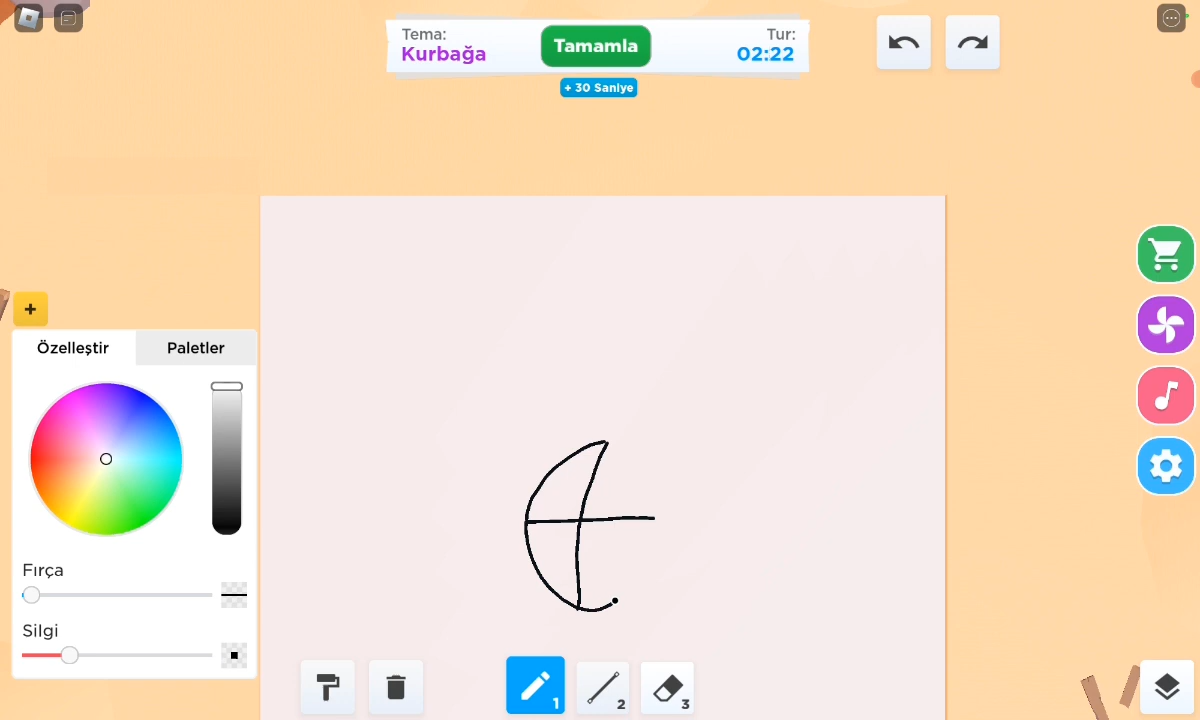 Tema:
Kurbağa
Tamamla
Tur:
02:22
+ 30 Saniye
+
Özelleştir
Paletler
Fırça
Silgi
1
2
3